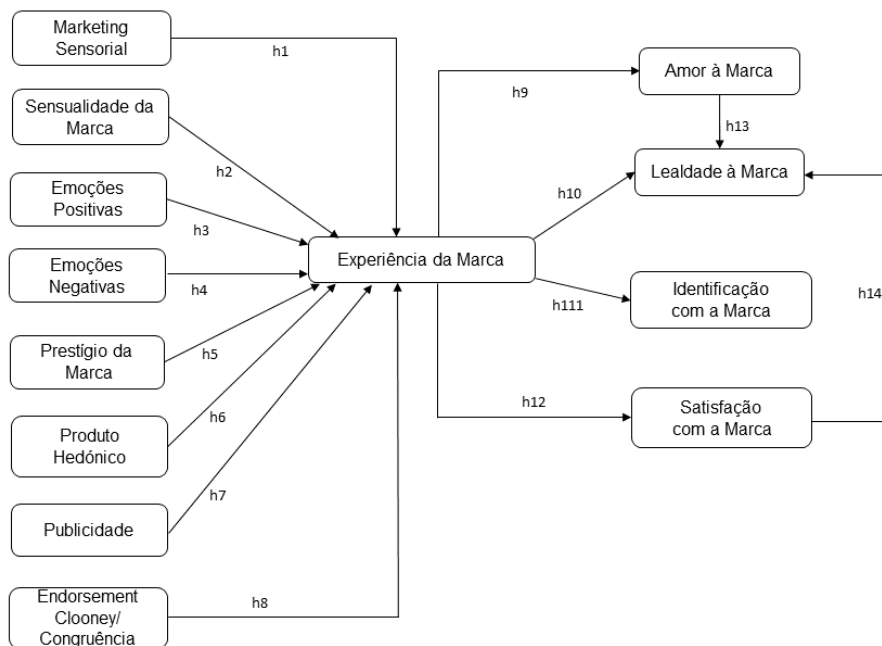 Marketing
Sensorial
h1
Sensualidade da
Marca
h2
Emoções
Positivas
h3
Emoções
Negativas
h4
Prestígio da
Marca
h5
Produto
Hedónico
h6
Publicidade
h7
Endorsement
Clooney/
Congruência
h8
Experiência da Marca
h9
Amor à Marca
h13
h10
Lealdade à Marca
h111
Identificação
com a Marca
h14
h12
Satisfação
com a Marca